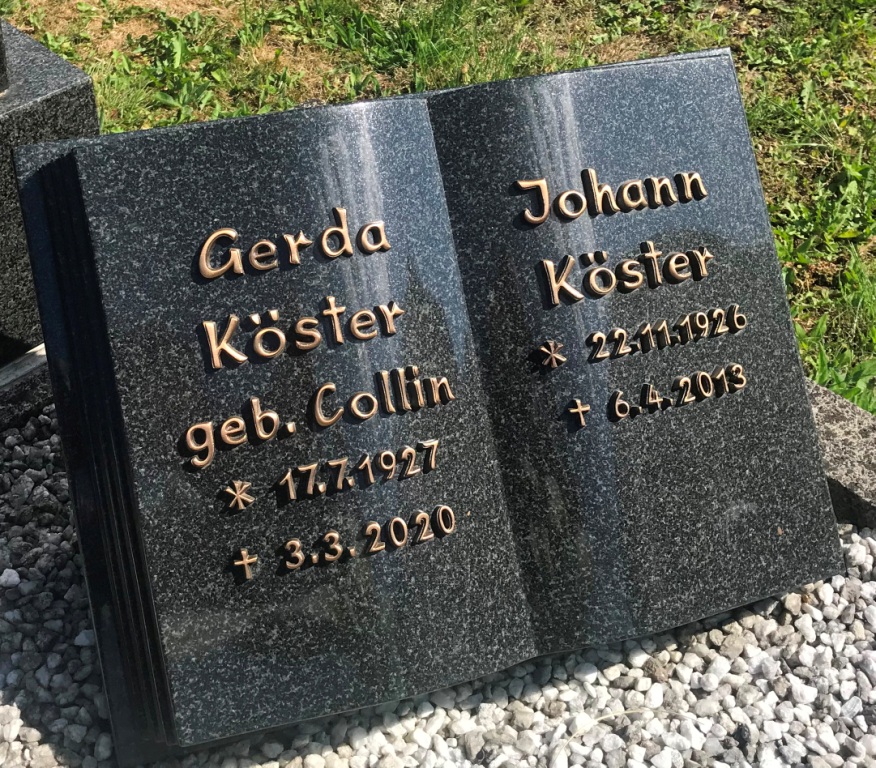 Gerda
Köster
geb. Collin
* 17.7.1927
† 3.3.2020
Johann
Köster
* 22.11.1926
† 6.4.2013